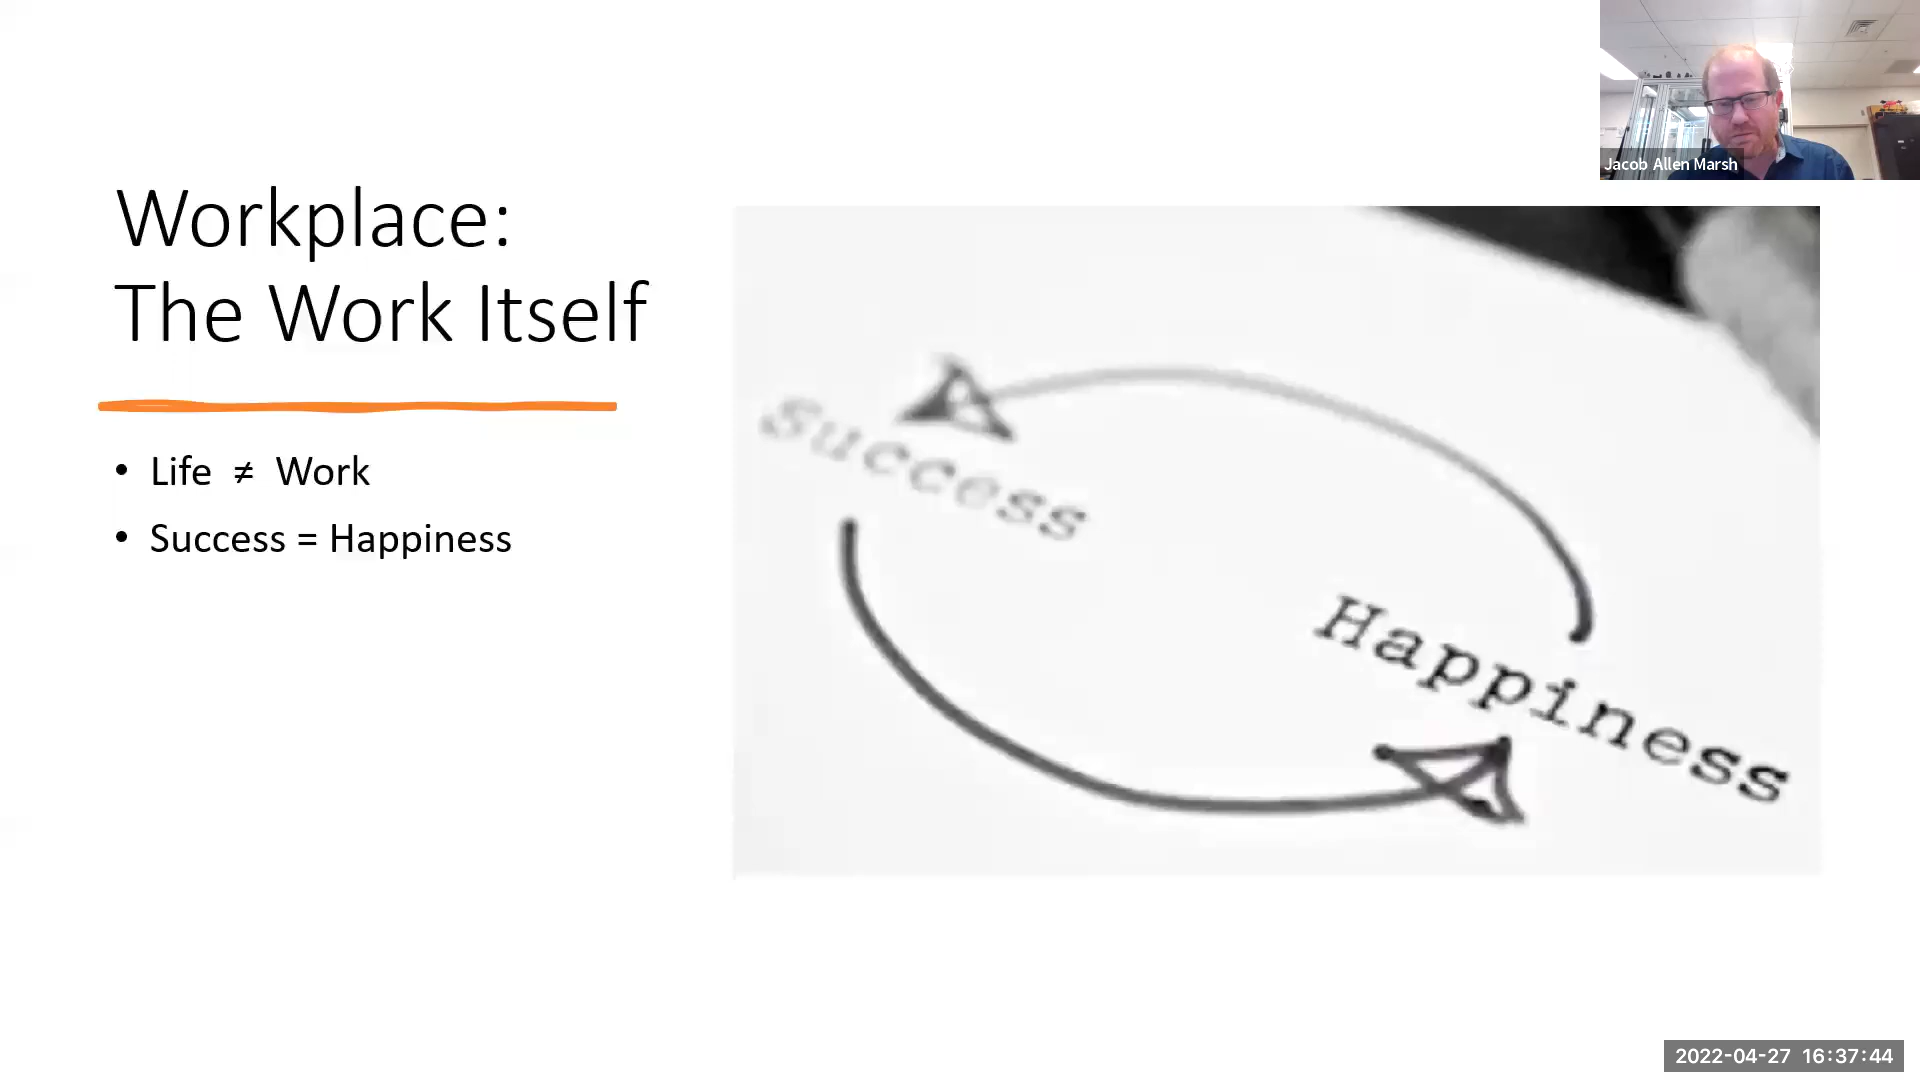 Jacob Allen Marsh
Workplace:
The Work Itself
• Life ≠ Work
• Success = Happiness
Success
Happiness
2022-04-27 16:37:44